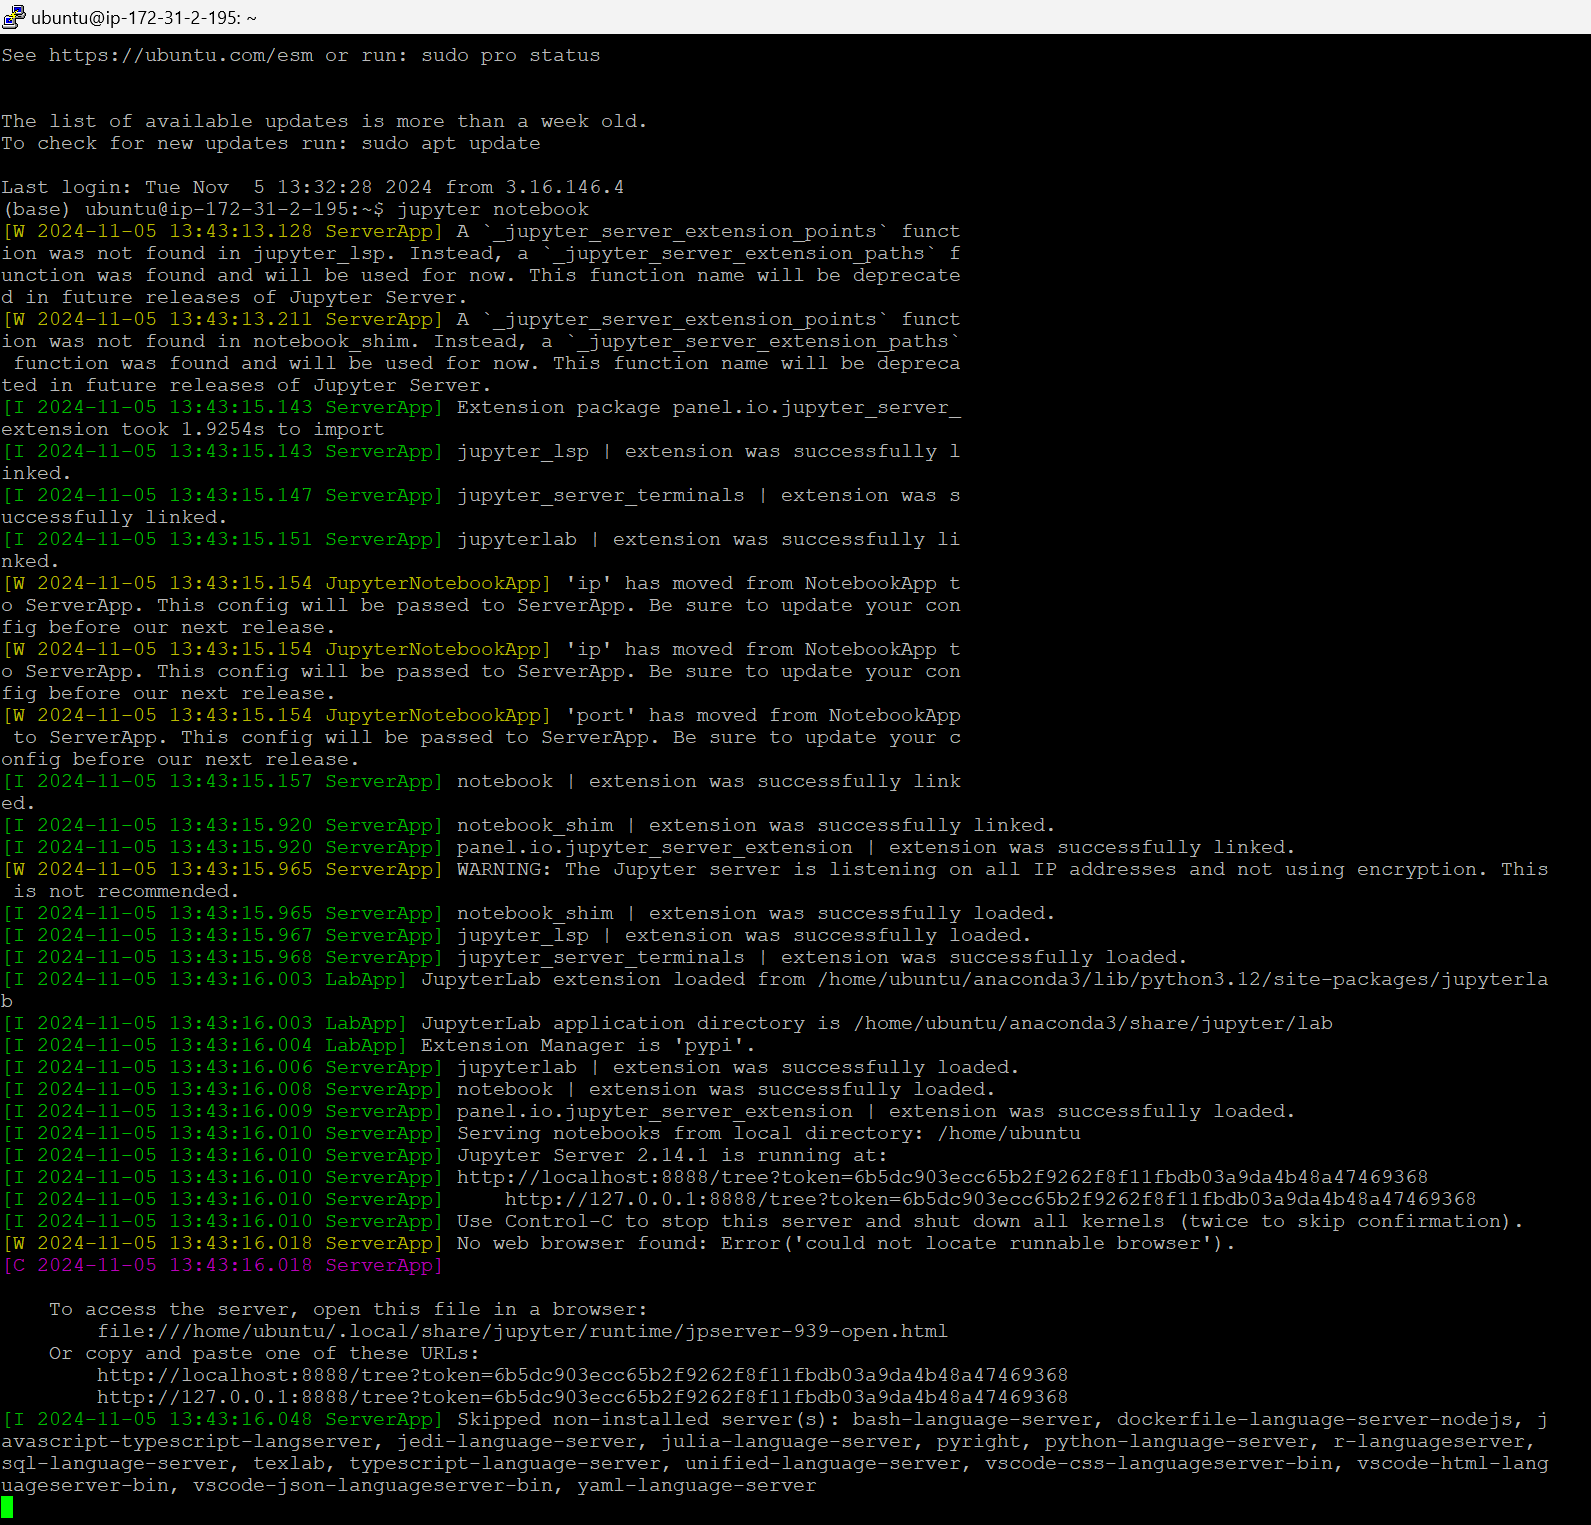 ubuntu@ip-172-31-2-195: ~
See https://ubuntu.com/esm or run: sudo pro status
The list of available updates is more than a week old.
To check for new updates run: sudo apt update
Last login: Tue Nov  5 13:32:28 2024 from 3.16.146.4
(base) ubuntu@ip-172-31-2-195:~$ jupyter notebook
[W 2024-11-05 13:43:13.128 ServerApp] A `_jupyter_server_extension_points` funct
ion was not found in jupyter_lsp. Instead, a `_jupyter_server_extension_paths` f
unction was found and will be used for now. This function name will be deprecate
d in future releases of Jupyter Server.
[W 2024-11-05 13:43:13.211 ServerApp] A `_jupyter_server_extension_points` funct
ion was not found in notebook_shim. Instead, a `_jupyter_server_extension_paths`
 function was found and will be used for now. This function name will be depreca
ted in future releases of Jupyter Server.
[I 2024-11-05 13:43:15.143 ServerApp] Extension package panel.io.jupyter_server_
extension took 1.9254s to import
[I 2024-11-05 13:43:15.143 ServerApp] jupyter_lsp | extension was successfully l
inked.
[I 2024-11-05 13:43:15.147 ServerApp] jupyter_server_terminals | extension was s
uccessfully linked.
[I 2024-11-05 13:43:15.151 ServerApp] jupyterlab | extension was successfully li
nked.
[W 2024-11-05 13:43:15.154 JupyterNotebookApp] 'ip' has moved from NotebookApp t
o ServerApp. This config will be passed to ServerApp. Be sure to update your con
fig before our next release.
[W 2024-11-05 13:43:15.154 JupyterNotebookApp] 'ip' has moved from NotebookApp t
o ServerApp. This config will be passed to ServerApp. Be sure to update your con
fig before our next release.
[W 2024-11-05 13:43:15.154 JupyterNotebookApp] 'port' has moved from NotebookApp
 to ServerApp. This config will be passed to ServerApp. Be sure to update your c
onfig before our next release.
[I 2024-11-05 13:43:15.157 ServerApp] notebook | extension was successfully link
ed.
[I 2024-11-05 13:43:15.920 ServerApp] notebook_shim | extension was successfully linked.
[I 2024-11-05 13:43:15.920 ServerApp] panel.io.jupyter_server_extension | extension was successfully linked.
[W 2024-11-05 13:43:15.965 ServerApp] WARNING: The Jupyter server is listening on all IP addresses and not using encryption. This
 is not recommended.
[I 2024-11-05 13:43:15.965 ServerApp] notebook_shim | extension was successfully loaded.
[I 2024-11-05 13:43:15.967 ServerApp] jupyter_lsp | extension was successfully loaded.
[I 2024-11-05 13:43:15.968 ServerApp] jupyter_server_terminals | extension was successfully loaded.
[I 2024-11-05 13:43:16.003 LabApp] JupyterLab extension loaded from /home/ubuntu/anaconda3/lib/python3.12/site-packages/jupyterla
b
[I 2024-11-05 13:43:16.003 LabApp] JupyterLab application directory is /home/ubuntu/anaconda3/share/jupyter/lab
[I 2024-11-05 13:43:16.004 LabApp] Extension Manager is 'pypi'.
[I 2024-11-05 13:43:16.006 ServerApp] jupyterlab | extension was successfully loaded.
[I 2024-11-05 13:43:16.008 ServerApp] notebook | extension was successfully loaded.
[I 2024-11-05 13:43:16.009 ServerApp] panel.io.jupyter_server_extension | extension was successfully loaded.
[I 2024-11-05 13:43:16.010 ServerApp] Serving notebooks from local directory: /home/ubuntu
[I 2024-11-05 13:43:16.010 ServerApp] Jupyter Server 2.14.1 is running at:
[I 2024-11-05 13:43:16.010 ServerApp] http://localhost:8888/tree?token=6b5dc903ecc65b2f9262f8f11fbdb03a9da4b48a47469368
[I 2024-11-05 13:43:16.010 ServerApp]     http://127.0.0.1:8888/tree?token=6b5dc903ecc65b2f9262f8f11fbdb03a9da4b48a47469368
[I 2024-11-05 13:43:16.010 ServerApp] Use Control-C to stop this server and shut down all kernels (twice to skip confirmation).
[W 2024-11-05 13:43:16.018 ServerApp] No web browser found: Error('could not locate runnable browser').
[C 2024-11-05 13:43:16.018 ServerApp]
    To access the server, open this file in a browser:
        file:///home/ubuntu/.local/share/jupyter/runtime/jpserver-939-open.html
    Or copy and paste one of these URLs:
        http://localhost:8888/tree?token=6b5dc903ecc65b2f9262f8f11fbdb03a9da4b48a47469368
        http://127.0.0.1:8888/tree?token=6b5dc903ecc65b2f9262f8f11fbdb03a9da4b48a47469368
[I 2024-11-05 13:43:16.048 ServerApp] Skipped non-installed server(s): bash-language-server, dockerfile-language-server-nodejs, j
avascript-typescript-langserver, jedi-language-server, julia-language-server, pyright, python-language-server, r-languageserver,
sql-language-server, texlab, typescript-language-server, unified-language-server, vscode-css-languageserver-bin, vscode-html-lang
uageserver-bin, vscode-json-languageserver-bin, yaml-language-server